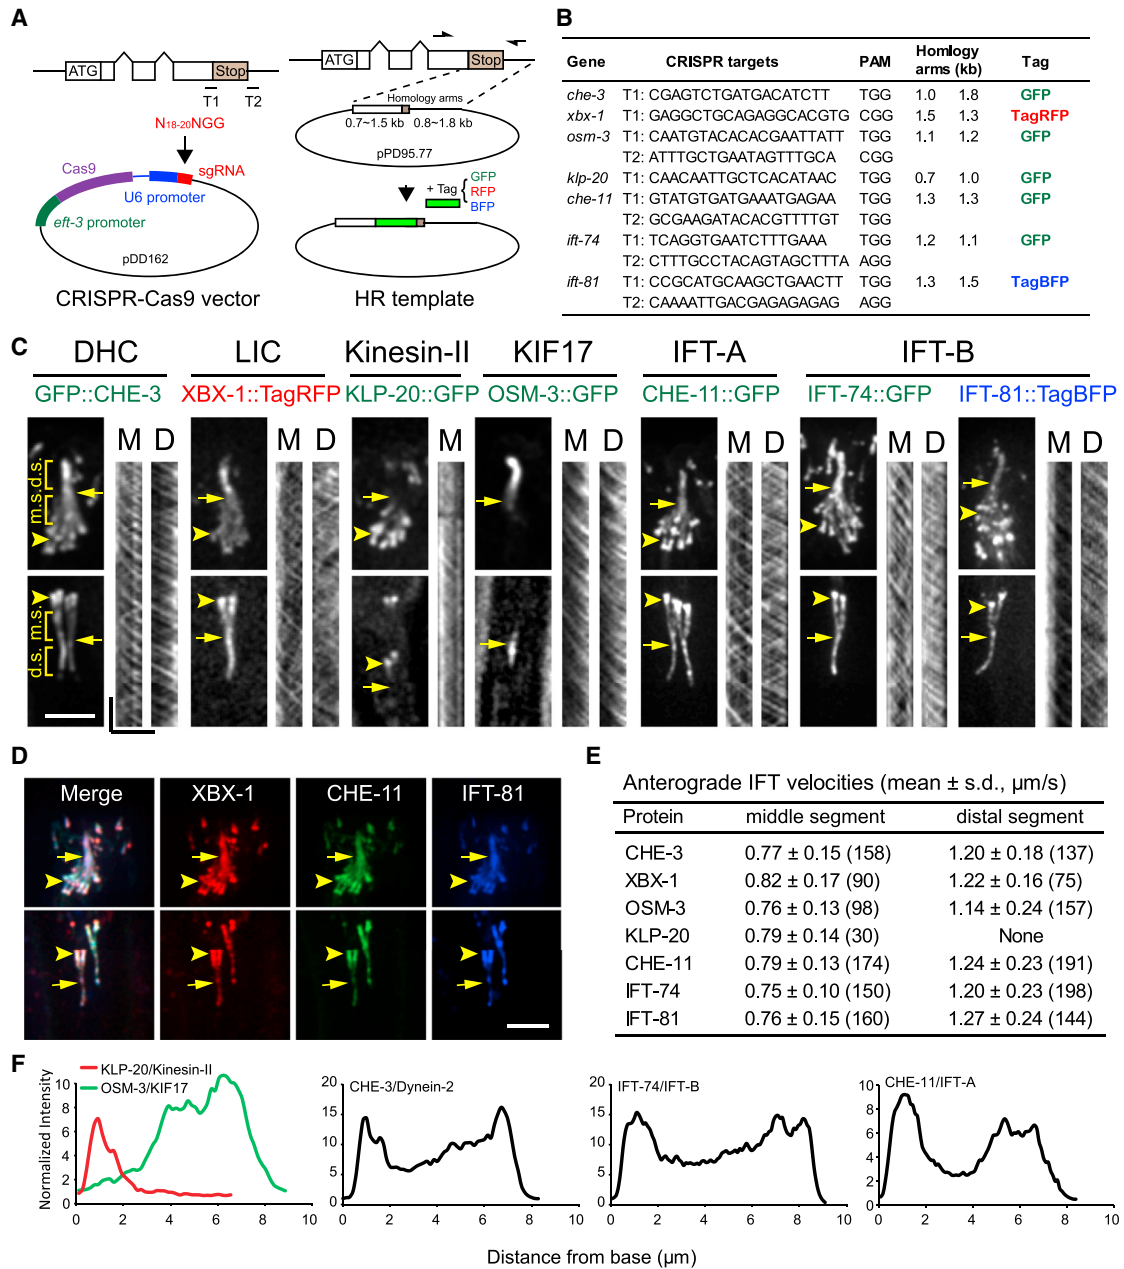 A
ATG
Stop
T1
T2
N18-20NGG
Cas9
sgRNA
U6 promoter
eft-3 promoter
pDD162
CRISPR-Cas9 vector
ATG
Stop
Homology arms
0.7~1.5 kb
0.8~1.8 kb
pPD95.77
+ Tag
GFP
RFP
BFP
HR template
B
Gene CRISPR targets PAM Homology arms (kb) Tag
che-3 T1: CGAGTCTGATGACATCTT TGG 1.0 1.8 GFP
xbx-1 T1: GAGGCTGCAGAGGCACGTG CGG 1.5 1.3 TagRFP
osm-3 T1: CAATGTACACACGAATTATT TGG 1.1 1.2 GFP
T2: ATTTGCTGAATAGTTTGCA CGG
klp-20 T1: CAACAATTGCTCACATAAC TGG 0.7 1.0 GFP
che-11 T1: GTATGTGATGAAATGAGAA TGG 1.3 1.3 GFP
T2: GCGAAGATACACGTTTTGT TGG
ift-74 T1: TCAGGTGAATCTTTGAAA TGG 1.2 1.1 GFP
T2: CTTTGCCTACAGTAGCTTTA AGG
ift-81 T1: CCGCATGCAAGCTGAACTT TGG 1.3 1.5 TagBFP
T2: CAAAATTGACGAGAGAGAG AGG
C
DHC LIC Kinesin-II KIF17 IFT-A IFT-B
GFP::CHE-3 XBX-1::TagRFP KLP-20::GFP OSM-3::GFP CHE-11::GFP IFT-74::GFP IFT-81::TagBFP
M D M D M M D M D M D M D
d.s.
m.s.
m.s.
d.s.
D
Merge XBX-1 CHE-11 IFT-81
E
Anterograde IFT velocities (mean ± s.d., µm/s)
Protein middle segment distal segment
CHE-3 0.77 ± 0.15 (158) 1.20 ± 0.18 (137)
XBX-1 0.82 ± 0.17 (90) 1.22 ± 0.16 (75)
OSM-3 0.76 ± 0.13 (98) 1.14 ± 0.24 (157)
KLP-20 0.79 ± 0.14 (30) None
CHE-11 0.79 ± 0.13 (174) 1.24 ± 0.23 (191)
IFT-74 0.75 ± 0.10 (150) 1.20 ± 0.23 (198)
IFT-81 0.76 ± 0.15 (160) 1.27 ± 0.24 (144)
F
Normalized Intensity
KLP-20/Kinesin-II
OSM-3/KIF17
10
8
6
4
2
0
0 2 4 6 8 10
CHE-3/Dynein-2
20
15
10
5
0
0 2 4 6 8 10
IFT-74/IFT-B
20
15
10
5
0
0 2 4 6 8 10
CHE-11/IFT-A
10
8
6
4
2
0
0 2 4 6 8 10
Distance from base (µm)